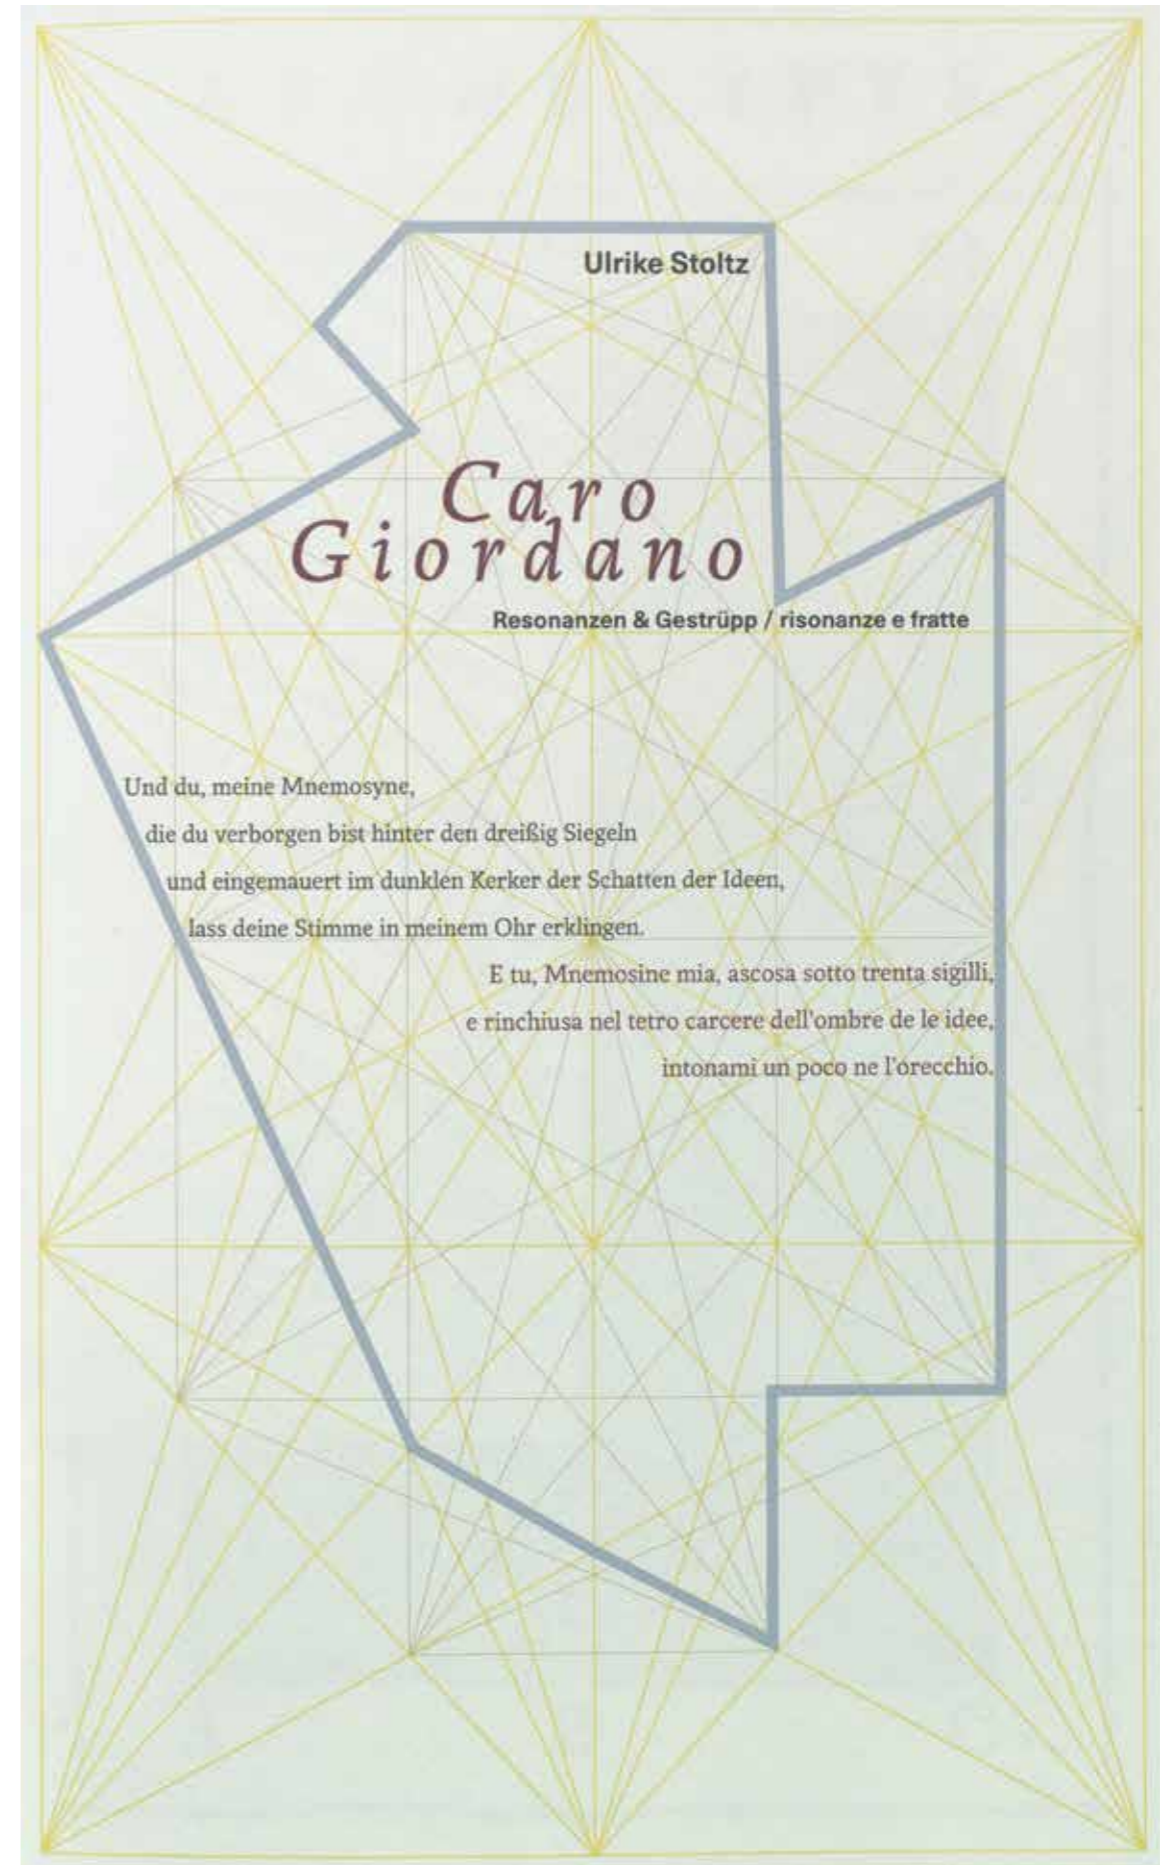 Ulrike Stoltz
Caro
Giordano
Resonanzen & Gestrüpp / risonanze e fratte
Und du, meine Mnemosyne,
die du verborgen bist hinter den dreißig Siegeln
und eingemauert im dunklen Kerker der Schatten der Ideen,
lass deine Stimme in meinem Ohr erklingen.
E tu, Mnemosine mia, ascosa sotto trenta sigilli,
e rinchiusa nel tetro carcere dell'ombre de le idee,
intonami un poco ne l'orecchio.